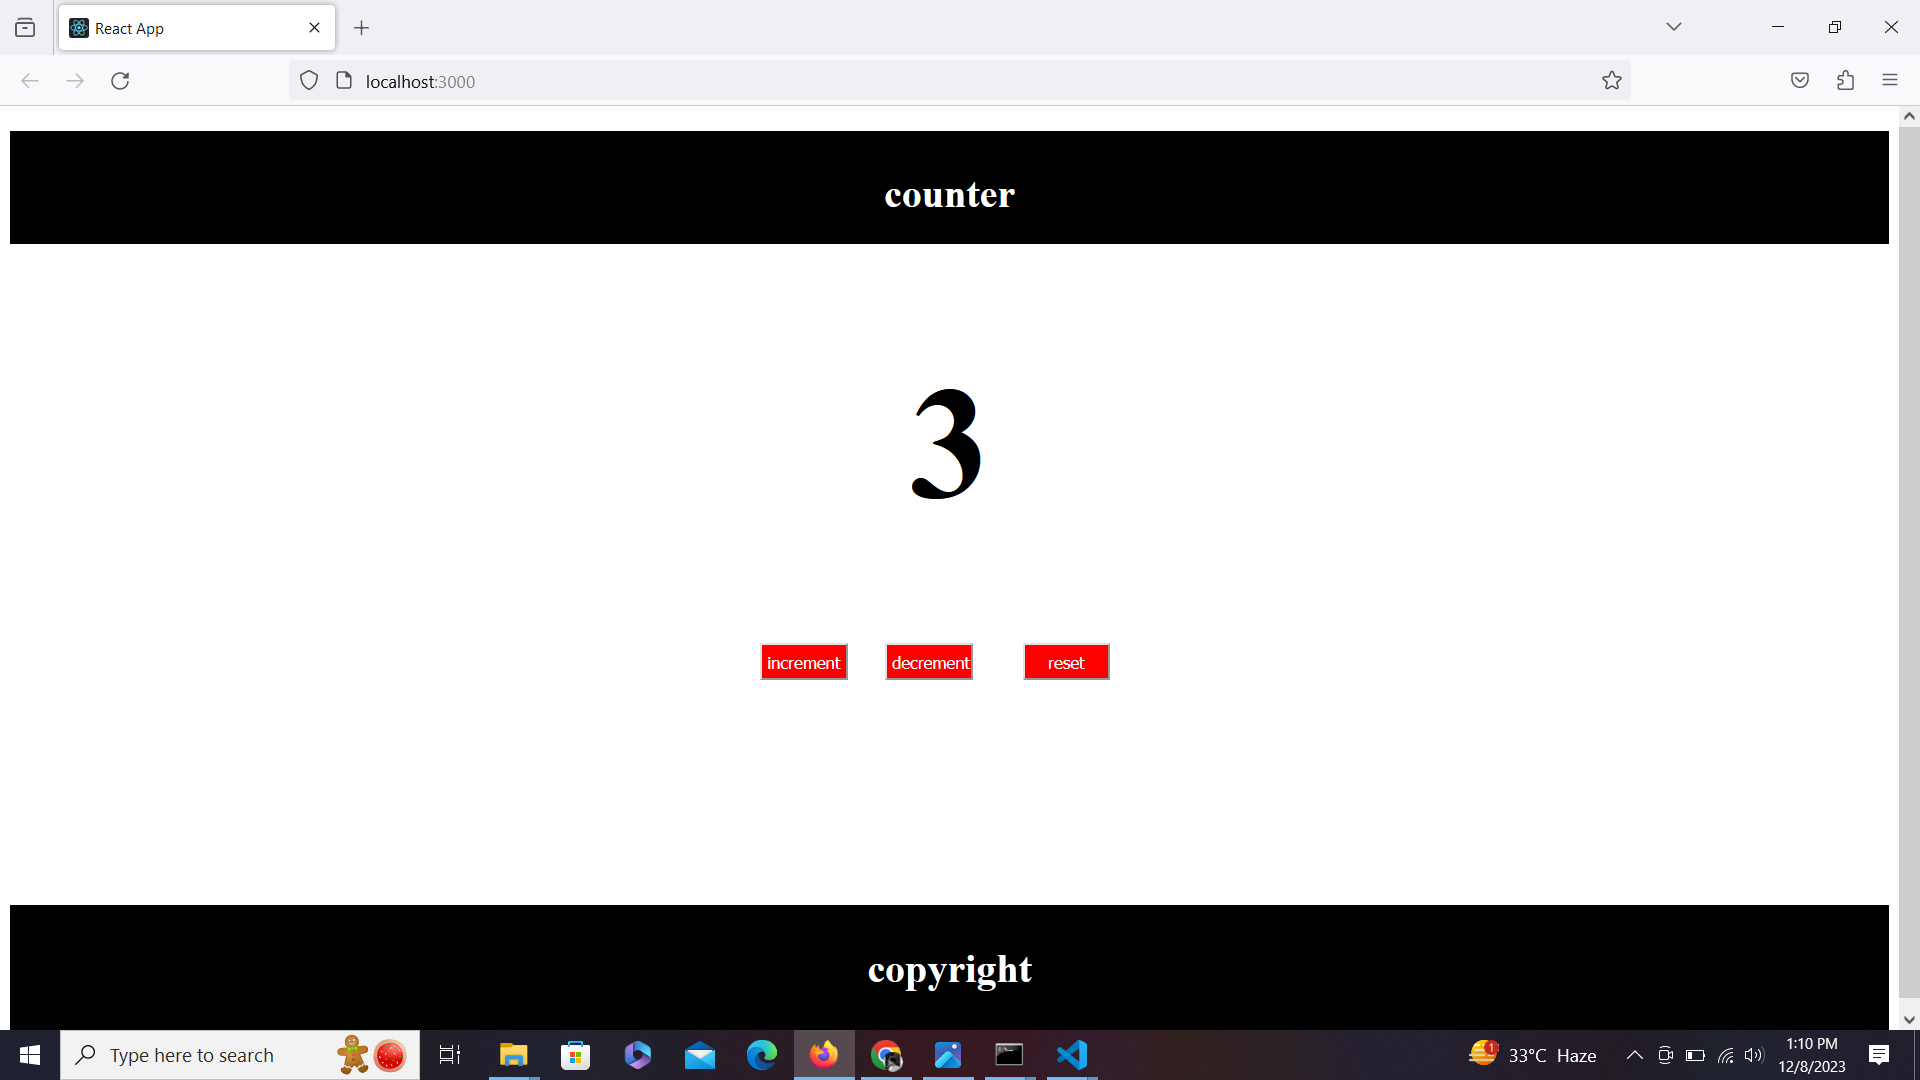 React App
localhost:3000
counter
3
increment decrement reset
copyright
Type here to search
1
33°C Haze
1:10 PM
12/8/2023